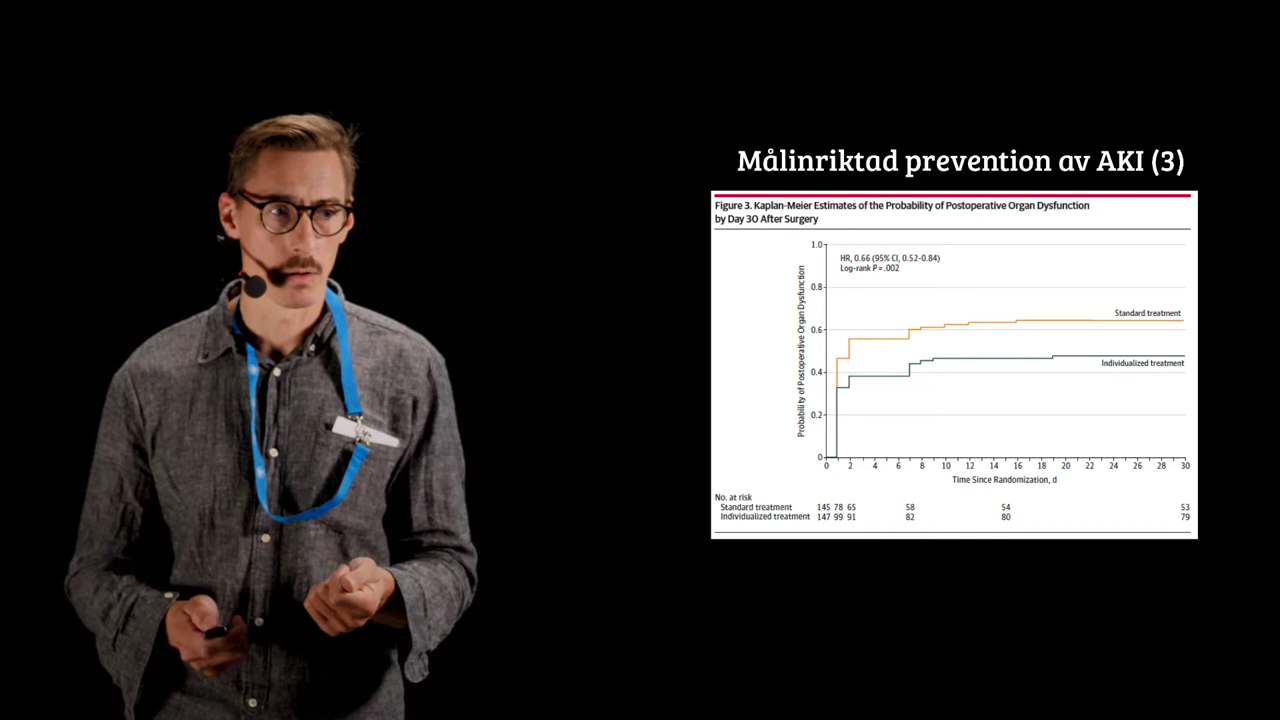 Målinriktad prevention av AKI (3)
Figure 3. Kaplan-Meier Estimates of the Probability of Postoperative Organ Dysfunction
by Day 30 After Surgery
Probability of Postoperative Organ Dysfunction
1.0
0.8
0.6
0.4
0.2
0
HR, 0.66 (95% CI, 0.52-0.84)
Log-rank P = .002
Standard treatment
Individualized treatment
0 2 4 6 8 10 12 14 16 18 20 22 24 26 28 30
Time Since Randomization, d
No. at risk
Standard treatment 145 78 65 58 54 53
Individualized treatment 147 99 91 82 80 79